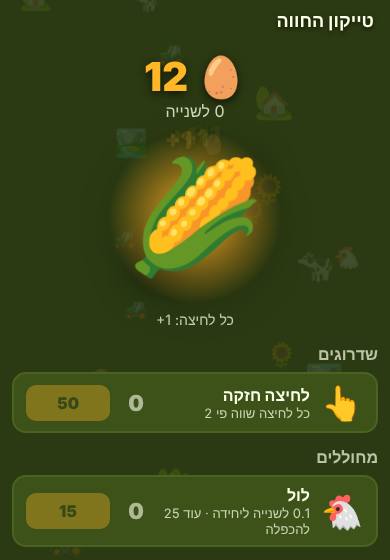 טייקון החווה
12
0 לשנייה
+1
כל לחיצה: 1+
שדרוגים
לחיצה חזקה
כל לחיצה שווה פי 2
0
50
מחוללים
לול
0.1 לשנייה ליחידה · עוד 25
להכפלה
0
15